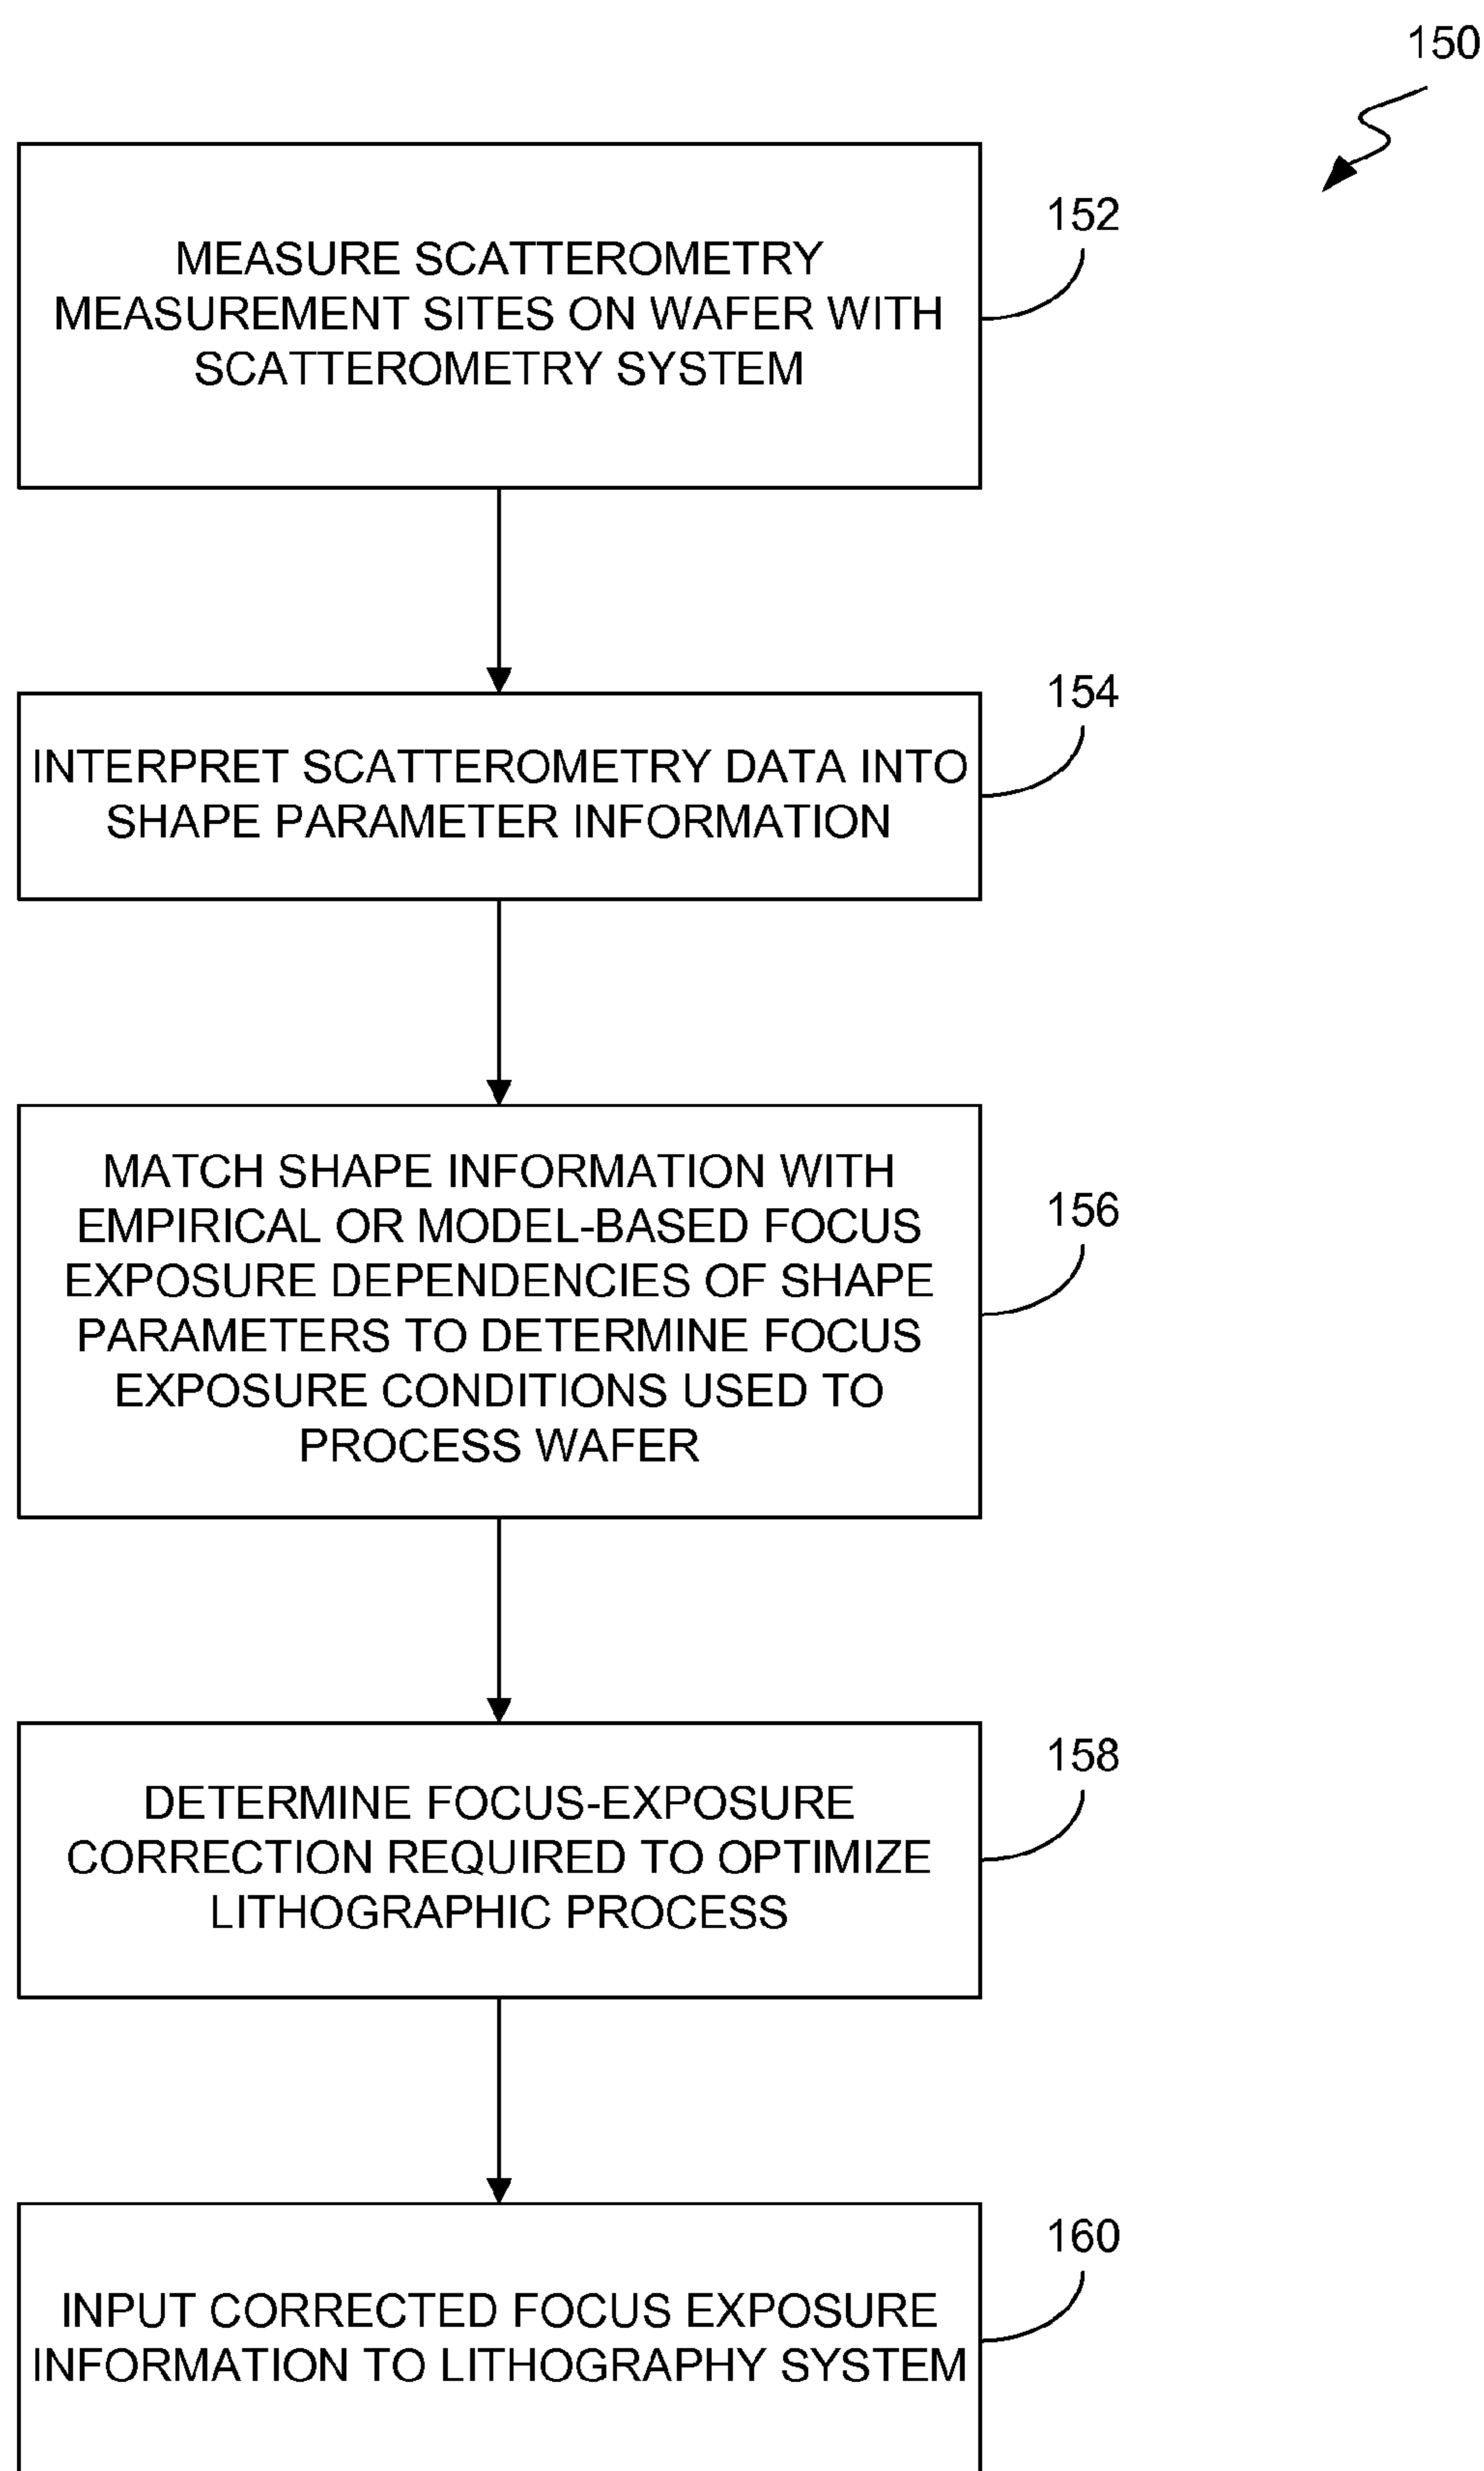 150
152
MEASURE SCATTEROMETRY
MEASUREMENT SITES ON WAFER WITH
SCATTEROMETRY SYSTEM
154
INTERPRET SCATTEROMETRY DATA INTO
SHAPE PARAMETER INFORMATION
156
MATCH SHAPE INFORMATION WITH
EMPIRICAL OR MODEL-BASED FOCUS
EXPOSURE DEPENDENCIES OF SHAPE
PARAMETERS TO DETERMINE FOCUS
EXPOSURE CONDITIONS USED TO
PROCESS WAFER
158
DETERMINE FOCUS-EXPOSURE
CORRECTION REQUIRED TO OPTIMIZE
LITHOGRAPHIC PROCESS
160
INPUT CORRECTED FOCUS EXPOSURE
INFORMATION TO LITHOGRAPHY SYSTEM